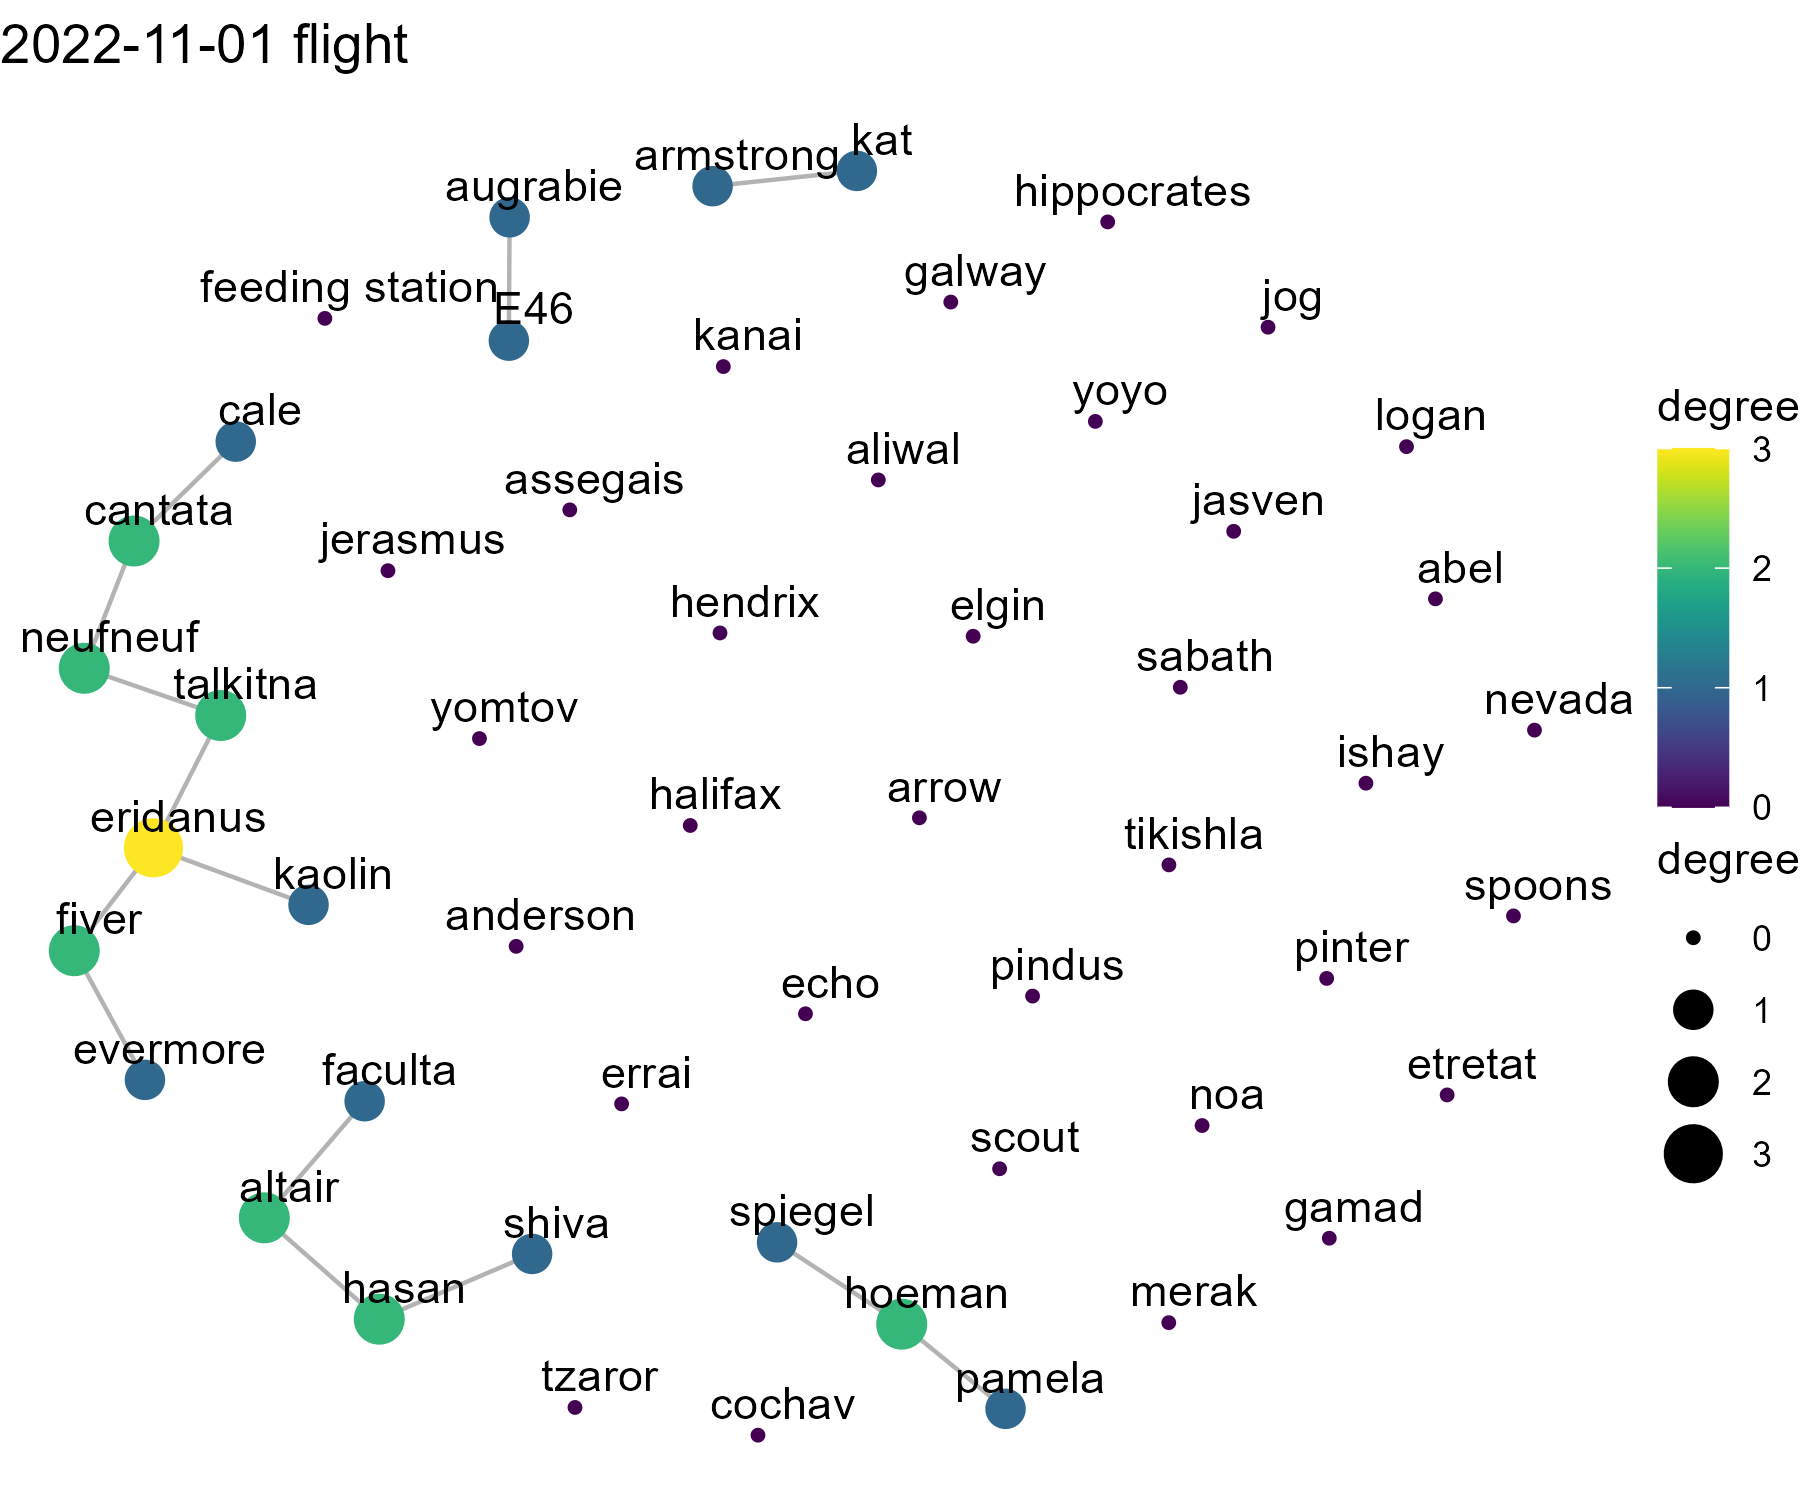 2022-11-01 flight
kat
armstrong
augrabie
hippocrates
galway
feeding station
jog
E46
kanai
yoyo
degree
cale
logan
3
aliwal
assegais
jasven
cantata
jerasmus
abel
2
hendrix
elgin
neufneuf
sabath
talkitna
1
nevada
yomtov
ishay
halifax
arrow
0
eridanus
tikishla
degree
kaolin
spoons
anderson
fiver
0
pinter
pindus
echo
1
evermore
etretat
faculta
errai
2
noa
scout
3
altair
gamad
spiegel
shiva
hasan
merak
hoeman
tzaror
pamela
cochav